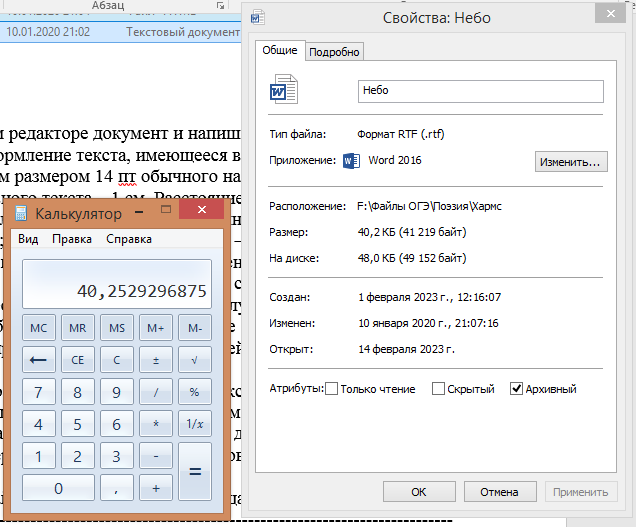 Абзац
10.01.2020 21:02 Текстовый документ
редакторе документ и напиш
ормление текста, имеющееся в
м размером 14 пт обычного на
Калькулятор
Вид Правка Справка
40,2529296875
MC MR MS M+ M-
← CE C ± √
7 8 9 / %
4 5 6 * 1/x
1 2 3 - =
0 , +
Свойства: Небо
Общие Подробно
Небо
Тип файла: Формат RTF (.rtf)
Приложение: Word 2016 Изменить...
Расположение: F:\Файлы ОГЭ\Поэзия\Хармс
Размер: 40,2 КБ (41 219 байт)
На диске: 48,0 КБ (49 152 байт)
Создан: 1 февраля 2023 г., 12:16:07
Изменен: 10 января 2020 г., 21:07:16
Открыт: 14 февраля 2023 г.
Атрибуты: Только чтение Скрытый Архивный
ОК Отмена Применить